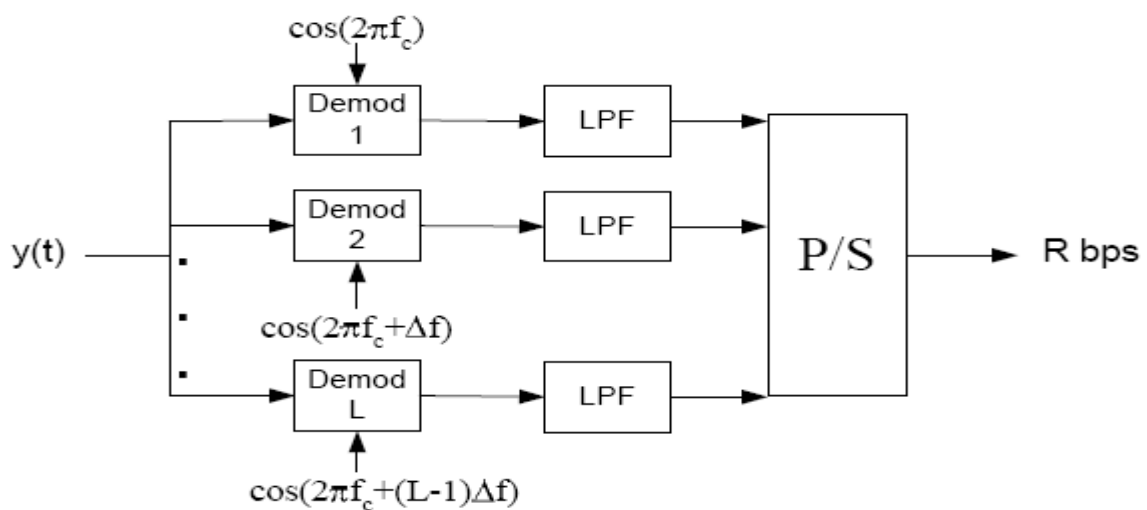 cos(2πf_c)
Demod
1
LPF
Demod
2
LPF
y(t)
P/S
R bps
cos(2πf_c+Δf)
Demod
L
LPF
cos(2πf_c+(L-1)Δf)